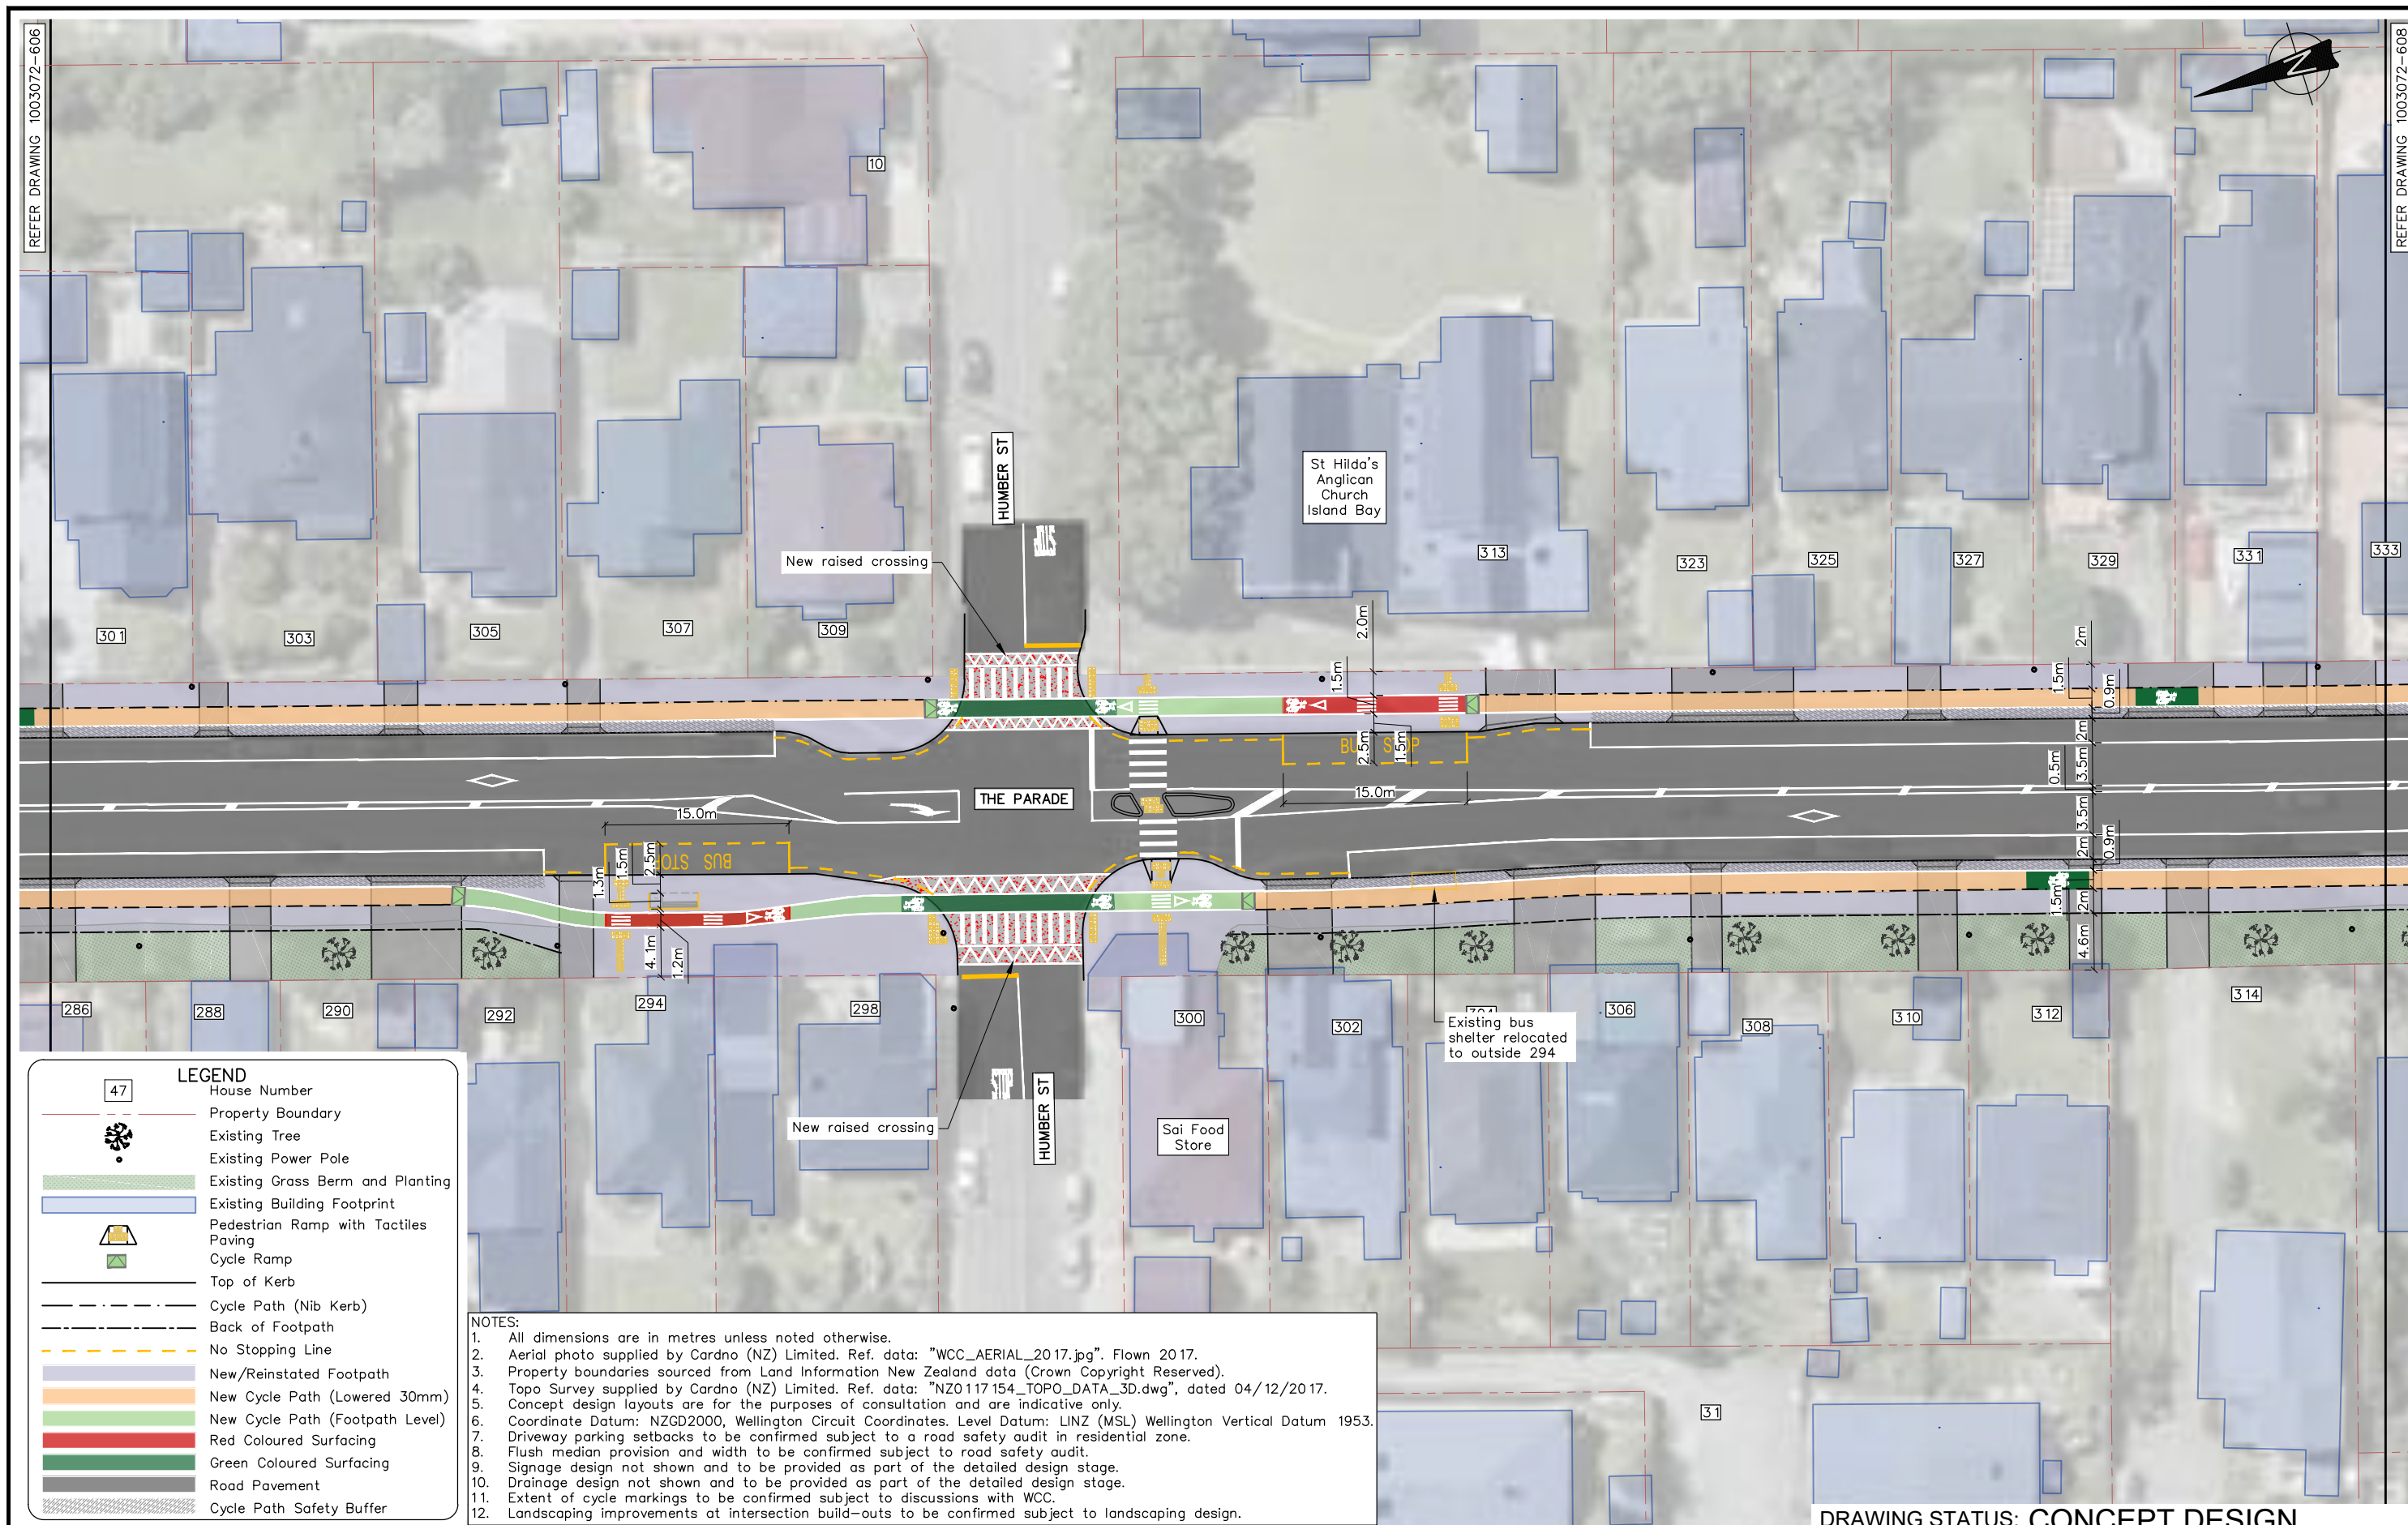 REFER DRAWING 1003072-606
REFER DRAWING 1003072-608
N
10
HUMBER ST
St Hilda's
Anglican
Church
Island Bay
313
New raised crossing
STOP
301
303
305
307
309
323
325
327
329
331
333
2.0m
1.5m
2m
1.5m
0.9m
BUS STOP
2.5m
1.5m
2m
0.5m
3.5m
THE PARADE
15.0m
15.0m
3.5m
BUS STOP
2m
0.9m
1.3m
1.5m
2.5m
4.1m
1.2m
1.5m
2m
4.6m
286
288
290
292
294
298
300
302
304
306
308
310
312
314
Existing bus
shelter relocated
to outside 294
STOP
HUMBER ST
New raised crossing
Sai Food
Store
31
LEGEND
47 House Number
Property Boundary
Existing Tree
Existing Power Pole
Existing Grass Berm and Planting
Existing Building Footprint
Pedestrian Ramp with Tactiles
Paving
Cycle Ramp
Top of Kerb
Cycle Path (Nib Kerb)
Back of Footpath
No Stopping Line
New/Reinstated Footpath
New Cycle Path (Lowered 30mm)
New Cycle Path (Footpath Level)
Red Coloured Surfacing
Green Coloured Surfacing
Road Pavement
Cycle Path Safety Buffer
NOTES:
1. All dimensions are in metres unless noted otherwise.
2. Aerial photo supplied by Cardno (NZ) Limited. Ref. data: "WCC_AERIAL_2017.jpg". Flown 2017.
3. Property boundaries sourced from Land Information New Zealand data (Crown Copyright Reserved).
4. Topo Survey supplied by Cardno (NZ) Limited. Ref. data: "NZ0117154_TOPO_DATA_3D.dwg", dated 04/12/2017.
5. Concept design layouts are for the purposes of consultation and are indicative only.
6. Coordinate Datum: NZGD2000, Wellington Circuit Coordinates. Level Datum: LINZ (MSL) Wellington Vertical Datum 1953.
7. Driveway parking setbacks to be confirmed subject to a road safety audit in residential zone.
8. Flush median provision and width to be confirmed subject to road safety audit.
9. Signage design not shown and to be provided as part of the detailed design stage.
10. Drainage design not shown and to be provided as part of the detailed design stage.
11. Extent of cycle markings to be confirmed subject to discussions with WCC.
12. Landscaping improvements at intersection build-outs to be confirmed subject to landscaping design.
DRAWING STATUS: CONCEPT DESIGN